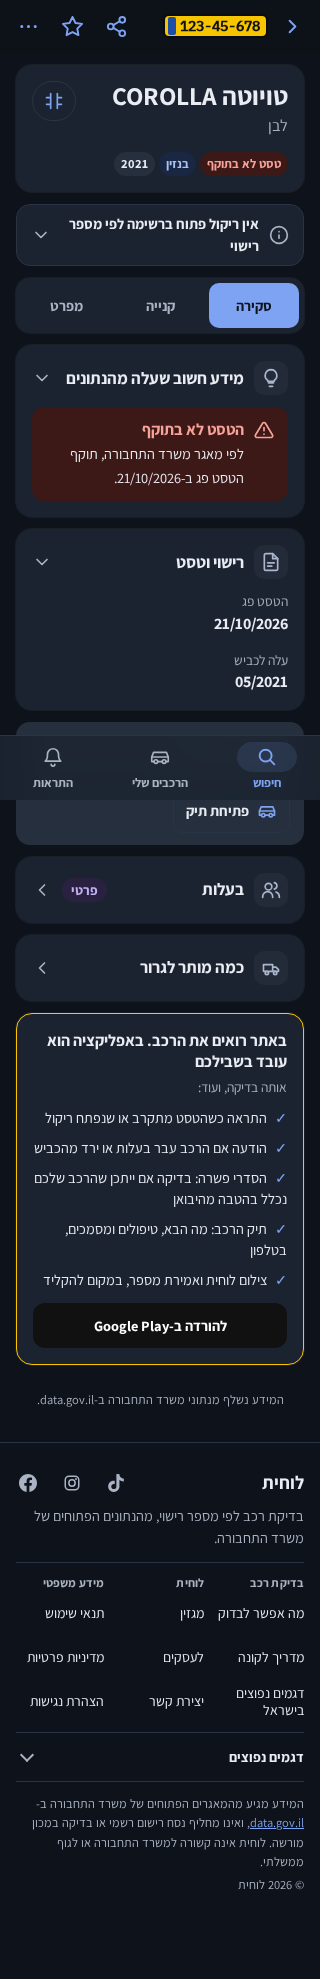 123-45-678
טויוטה COROLLA
לבן
טסט לא בתוקף
בנזין
2021
אין ריקול פתוח ברשימה לפי מספר
רישוי
סקירה
קנייה
מפרט
מידע חשוב שעלה מהנתונים
הטסט לא בתוקף
לפי מאגר משרד התחבורה, תוקף
הטסט פג ב-21/10/2026.
רישוי וטסט
הטסט פג
21/10/2026
עלה לכביש
05/2021
חיפוש
הרכבים שלי
התראות
פתיחת תיק
בעלות
פרטי
כמה מותר לגרור
באתר רואים את הרכב. באפליקציה הוא
עובד בשבילכם
אותה בדיקה, ועוד:
✓ התראה כשהטסט מתקרב או שנפתח ריקול
✓ הודעה אם הרכב עבר בעלות או ירד מהכביש
✓ הסדרי פשרה: בדיקה אם ייתכן שהרכב שלכם
נכלל בהטבה מהיבואן
✓ תיק הרכב: מה הבא, טיפולים ומסמכים,
בטלפון
✓ צילום לוחית ואמירת מספר, במקום להקליד
להורדה ב-Google Play
המידע נשלף מנתוני משרד התחבורה ב-data.gov.il.
לוחית
בדיקת רכב לפי מספר רישוי, מהנתונים הפתוחים של
משרד התחבורה.
בדיקת רכב
לוחית
מידע משפטי
מה אפשר לבדוק
מגזין
תנאי שימוש
מדריך לקונה
לעסקים
מדיניות פרטיות
דגמים נפוצים
בישראל
יצירת קשר
הצהרת נגישות
דגמים נפוצים
המידע מגיע מהמאגרים הפתוחים של משרד התחבורה ב-
data.gov.il, ואינו מחליף נסח רישום רשמי או בדיקה במכון
מורשה. לוחית אינה קשורה למשרד התחבורה או לגוף
ממשלתי.
© 2026 לוחית